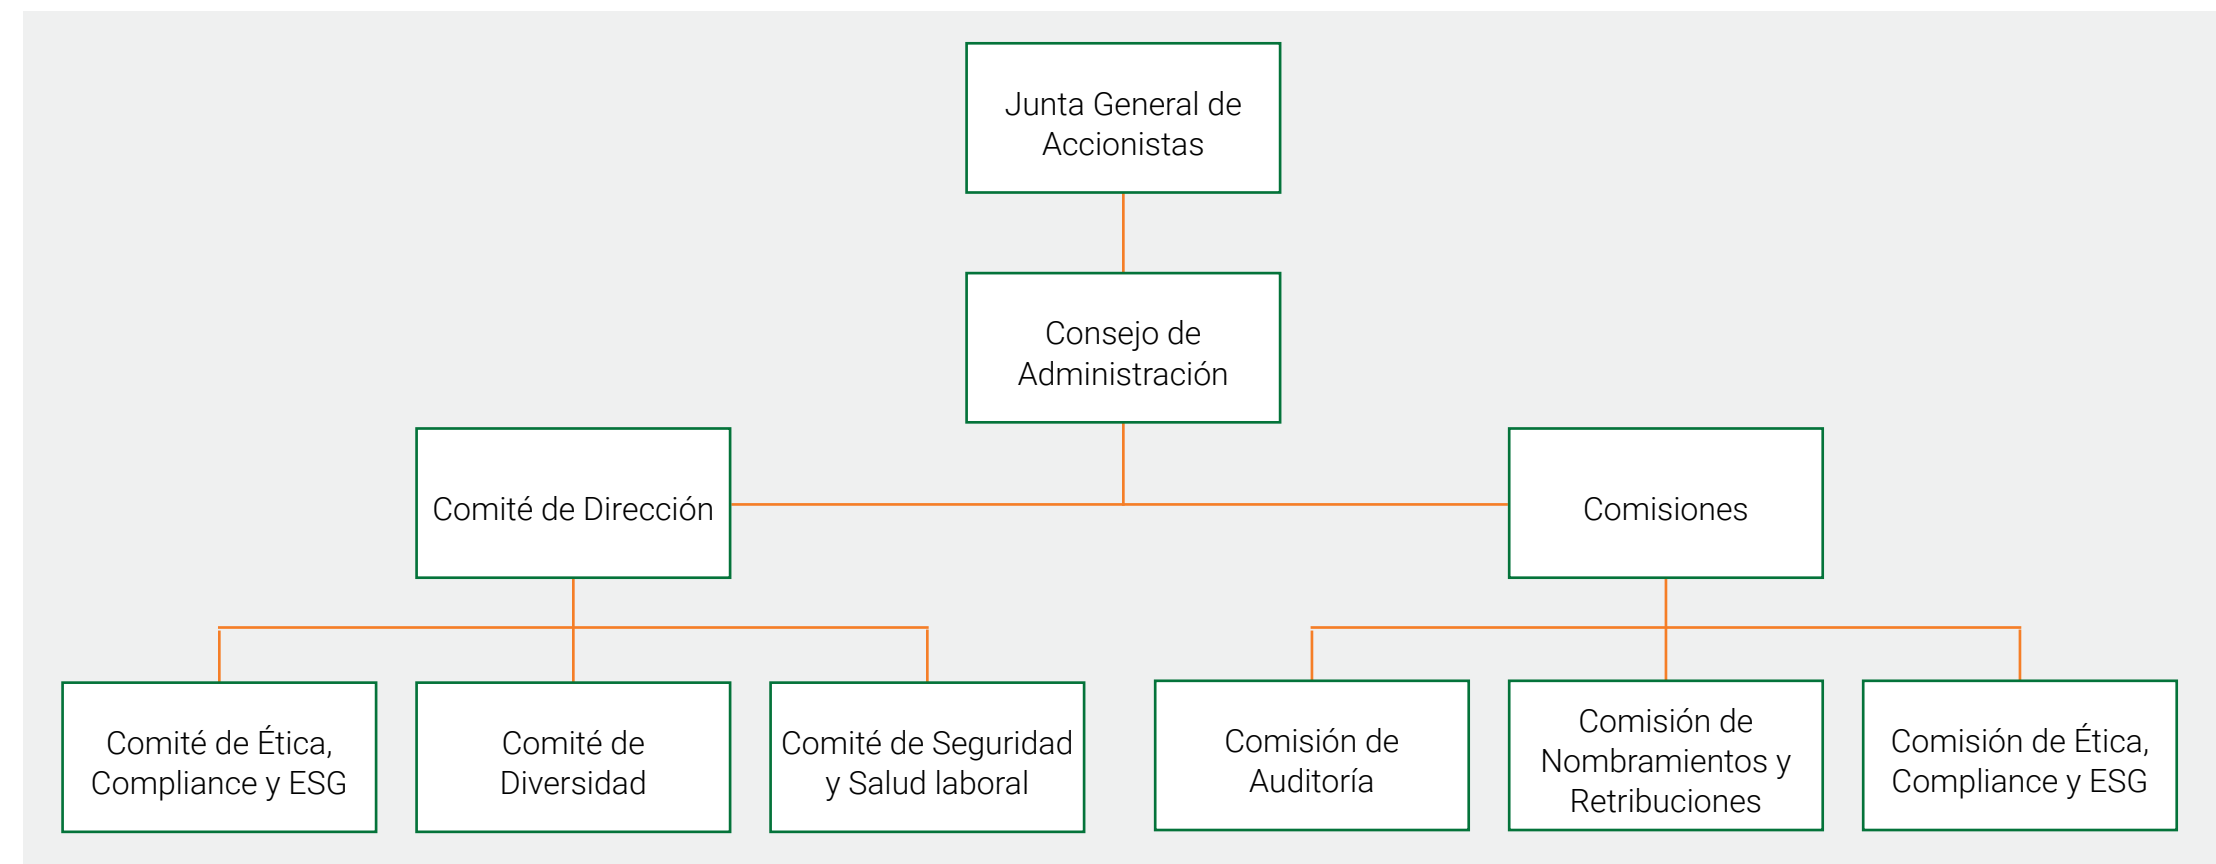 Junta General de
Accionistas
Consejo de
Administración
Comité de Dirección
Comisiones
Comité de Ética,
Compliance y ESG
Comité de
Diversidad
Comité de Seguridad
y Salud laboral
Comisión de
Auditoría
Comisión de
Nombramientos y
Retribuciones
Comisión de Ética,
Compliance y ESG